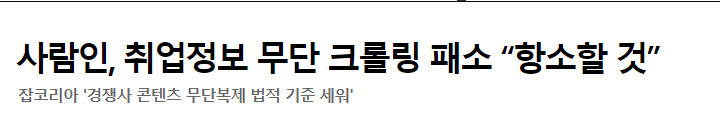 사람인, 취업정보 무단 크롤링 패소 “항소할 것”
잡코리아 '경쟁사 콘텐츠 무단복제 법적 기준 세워'